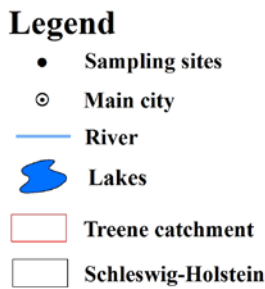 Legend
Sampling sites
Main city
River
Lakes
Treene catchment
Schleswig-Holstein